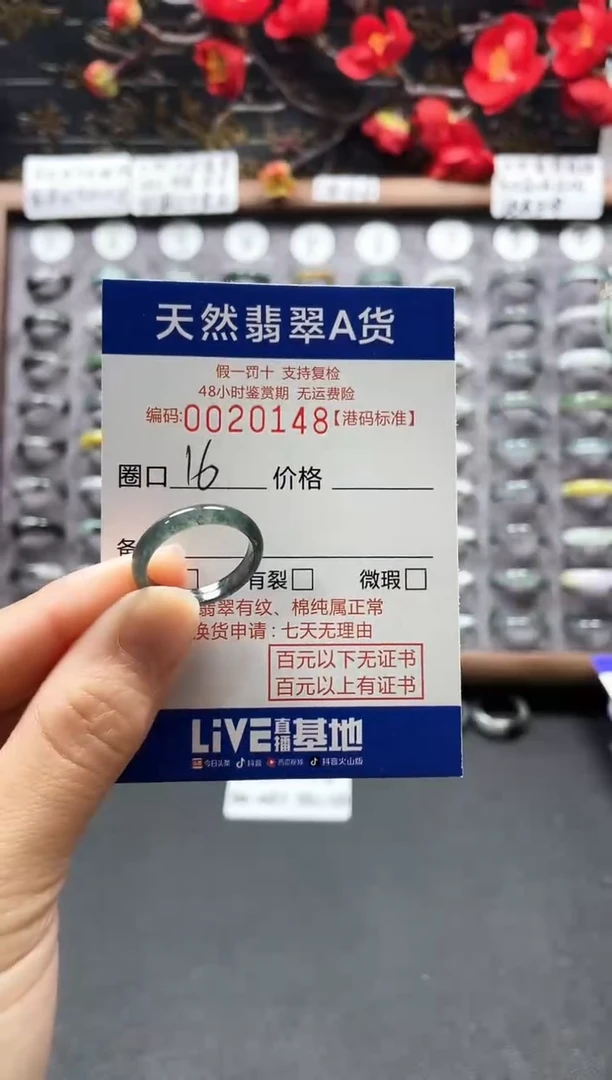 天然翡翠A货
假一罚十 支持复检
48小时鉴赏期 无运费险
编码:0020148【港码标准】
圈口 16 价格
备
有裂 微瑕
翡翠有纹、棉纯属正常
换货申请:七天无理由
百元以下无证书
百元以上有证书
LiVE直播基地
今日头条 抖音 西瓜视频 抖音火山版